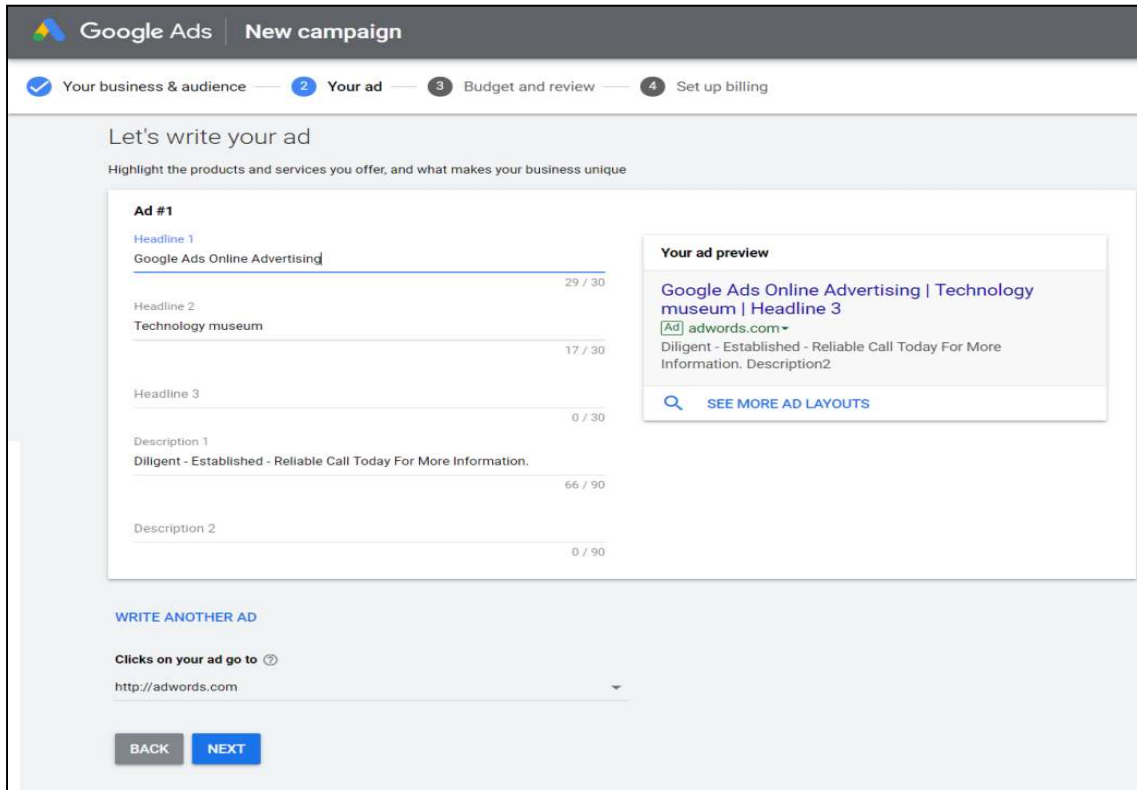 Google Ads | New campaign
Your business & audience 2 Your ad 3 Budget and review 4 Set up billing
Let's write your ad
Highlight the products and services you offer, and what makes your business unique
Ad #1
Headline 1
Google Ads Online Advertising
29 / 30
Headline 2
Technology museum
17 / 30
Headline 3
0 / 30
Description 1
Diligent - Established - Reliable Call Today For More Information.
66 / 90
Description 2
0 / 90
Your ad preview
Google Ads Online Advertising | Technology
museum | Headline 3
Ad adwords.com
Diligent - Established - Reliable Call Today For More
Information. Description2
SEE MORE AD LAYOUTS
WRITE ANOTHER AD
Clicks on your ad go to ?
http://adwords.com
BACK NEXT